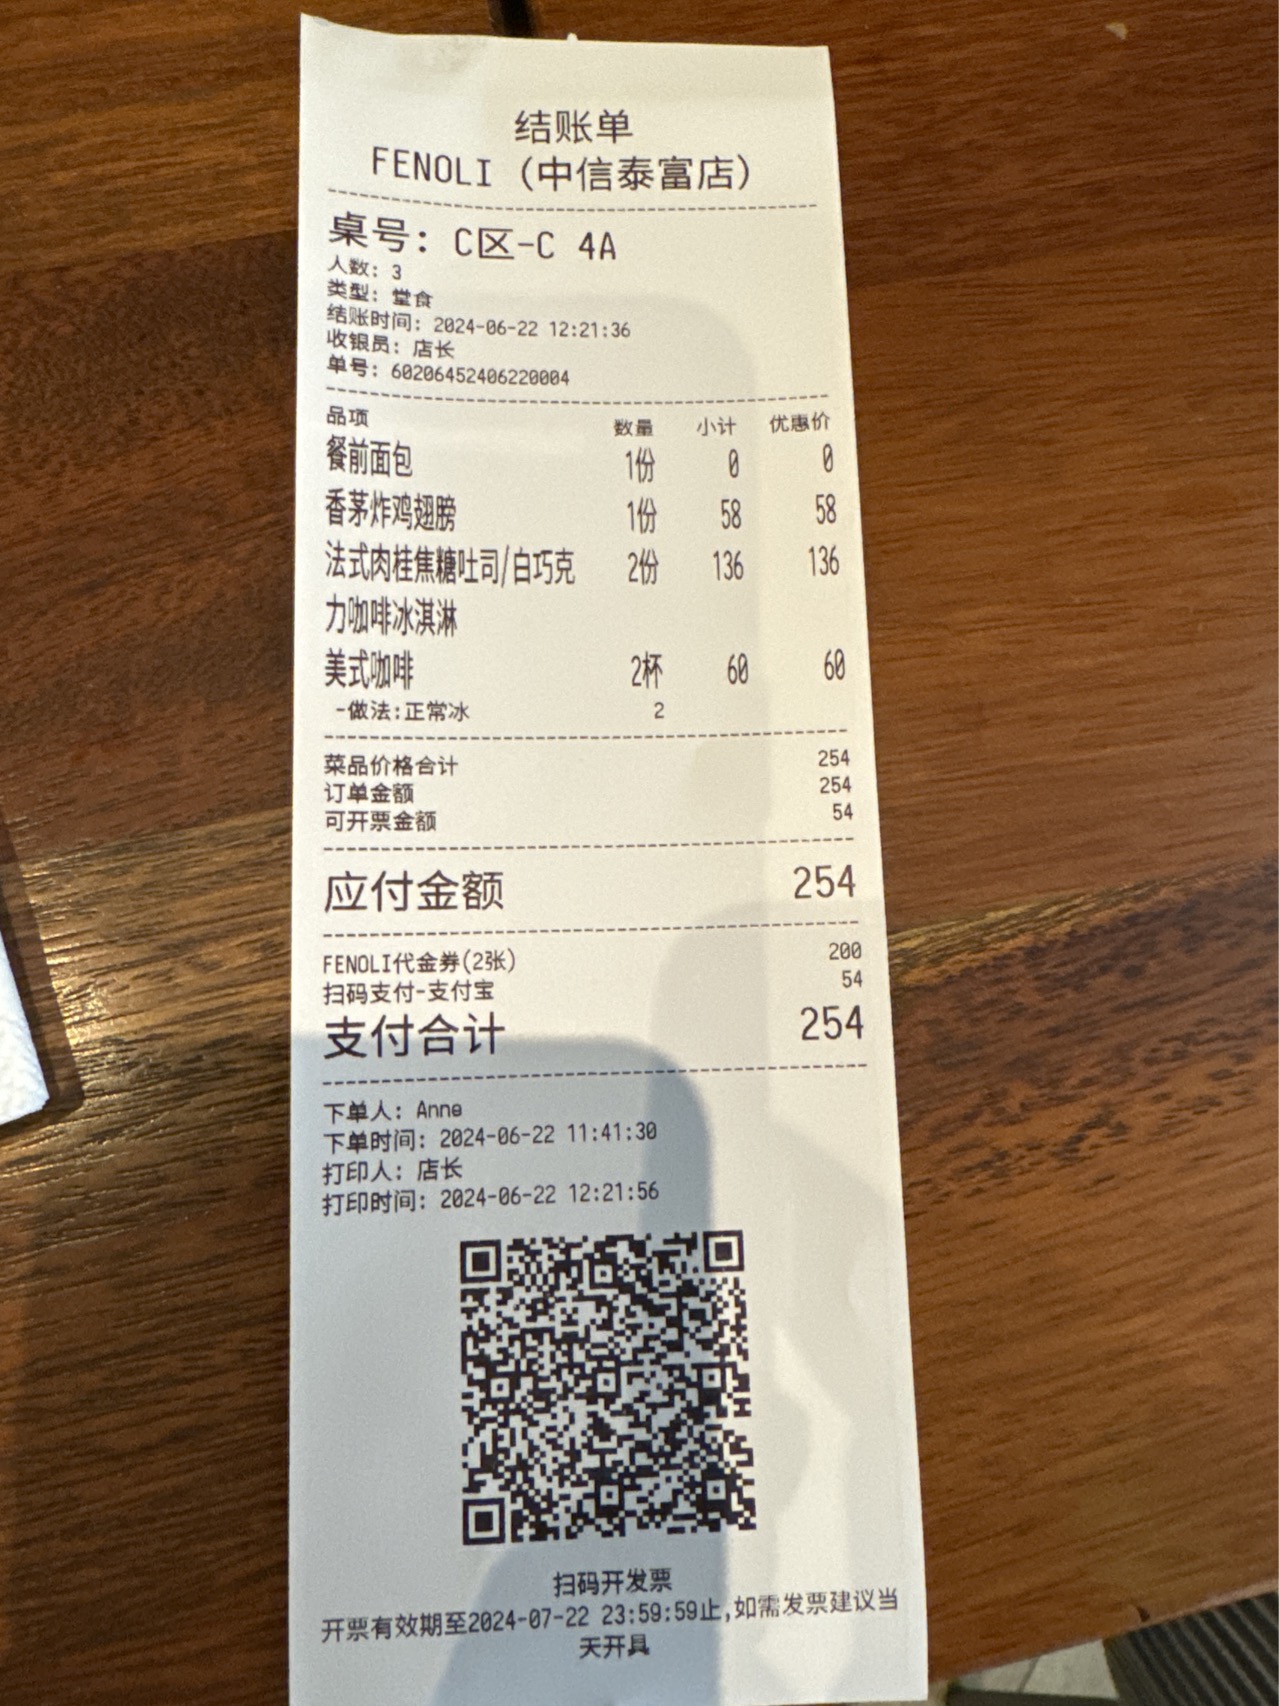 结账单
FENOLI（中信泰富店）
桌号: C区-C 4A
人数: 3
类型: 堂食
结账时间: 2024-06-22 12:21:36
收银员: 店长
单号: 60206452406220004
品项 数量 小计 优惠价
餐前面包 1份 0 0
香茅炸鸡翅膀 1份 58 58
法式肉桂焦糖吐司/白巧克 2份 136 136
力咖啡冰淇淋
美式咖啡 2杯 60 60
-做法:正常冰 2
菜品价格合计 254
订单金额 254
可开票金额 54
应付金额 254
FENOLI代金券(2张) 200
扫码支付-支付宝 54
支付合计 254
下单人: Anne
下单时间: 2024-06-22 11:41:30
打印人: 店长
打印时间: 2024-06-22 12:21:56
扫码开发票
开票有效期至2024-07-22 23:59:59止,如需发票建议当
天开具